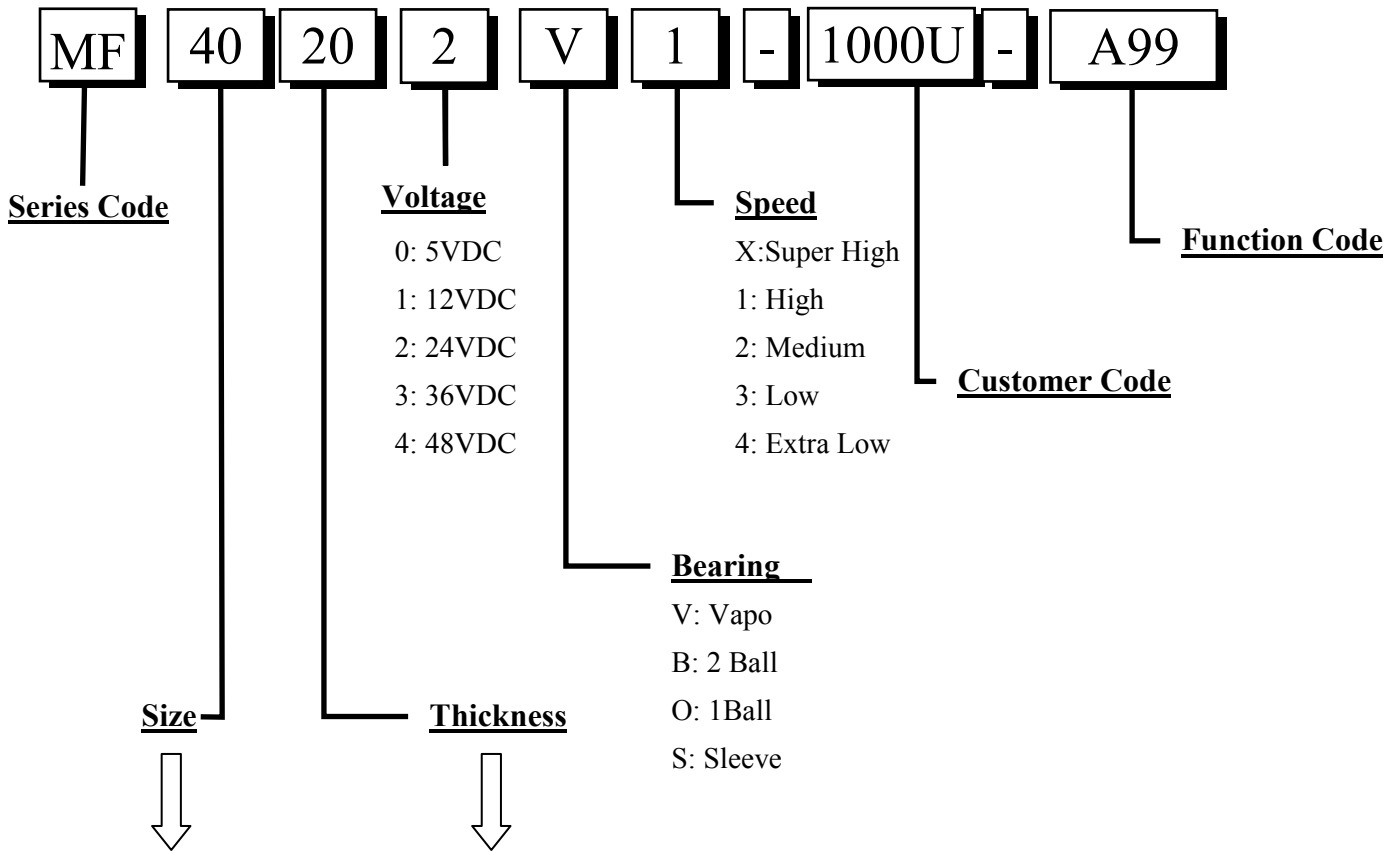 MF 40 20 2 V 1 - 1000U - A99
Series Code
Voltage
0: 5VDC
1: 12VDC
2: 24VDC
3: 36VDC
4: 48VDC
Speed
X:Super High
1: High
2: Medium
3: Low
4: Extra Low
Function Code
Customer Code
Bearing
V: Vapo
B: 2 Ball
O: 1Ball
S: Sleeve
Size
Thickness